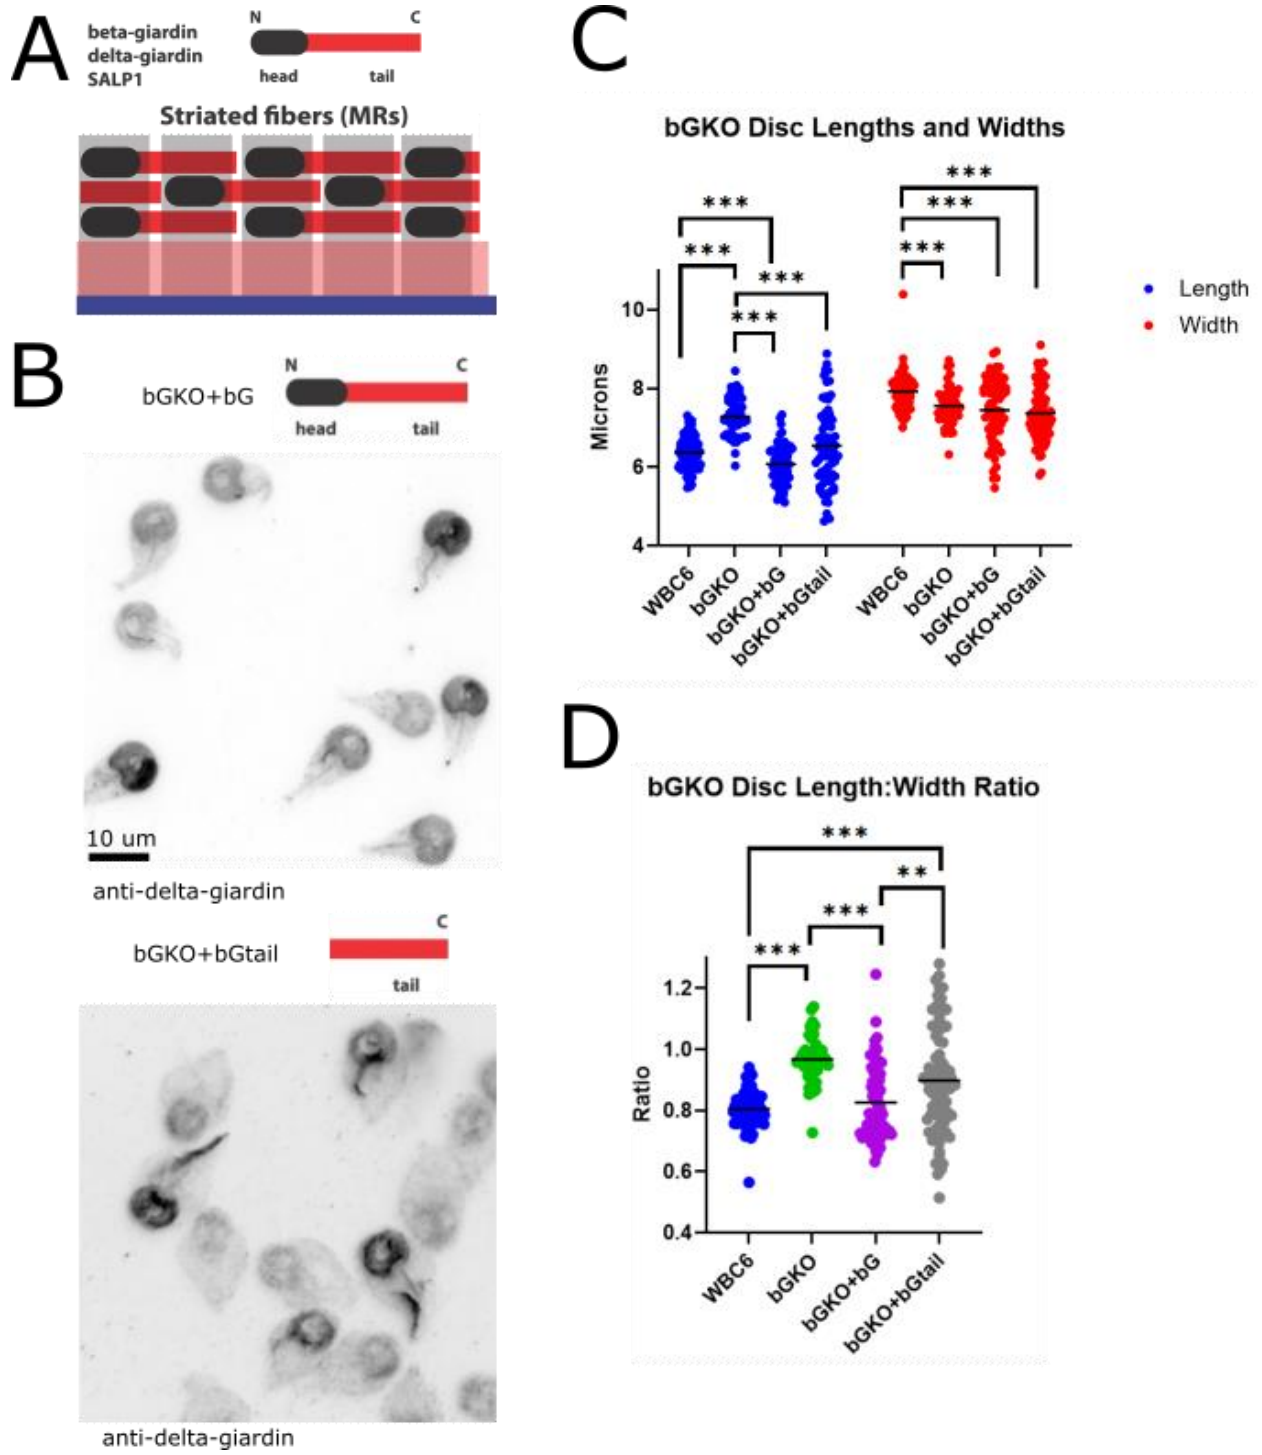 A
beta-giardin
delta-giardin
SALP1
N
C
head
tail
Striated fibers (MRs)
B
bGKO+bG
N
C
head
tail
10 um
anti-delta-giardin
bGKO+bGtail
C
tail
anti-delta-giardin
C
bGKO Disc Lengths and Widths
***
***
***
***
***
***
***
Length
Width
Microns
10
8
6
4
WBC6
bGKO
bGKO+bG
bGKO+bGtail
WBC6
bGKO
bGKO+bG
bGKO+bGtail
D
bGKO Disc Length:Width Ratio
***
**
***
***
Ratio
1.2
1.0
0.8
0.6
0.4
WBC6
bGKO
bGKO+bG
bGKO+bGtail